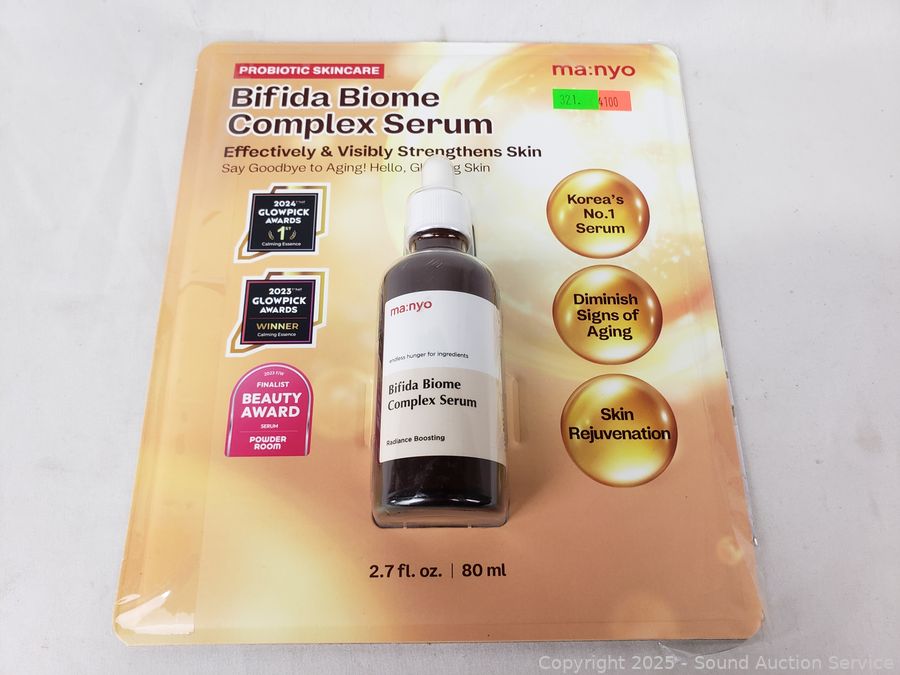 PROBIOTIC SKINCARE
Bifida Biome
Complex Serum
Effectively & Visibly Strengthens Skin
Say Goodbye to Aging! Hello, Gl g Skin
ma:nyo
321.
4100
2024
GLOWPICK
AWARDS
1ST
Calming Essence
2023
GLOWPICK
AWARDS
WINNER
Calming Essence
2023 F/W
FINALIST
BEAUTY
AWARD
SERUM
POWDER
ROOM
Korea's
No.1
Serum
Diminish
Signs of
Aging
Skin
Rejuvenation
ma:nyo
endless hunger for ingredients
Bifida Biome
Complex Serum
Radiance Boosting
2.7 fl. oz. | 80 ml
Copyright 2025 - Sound Auction Service